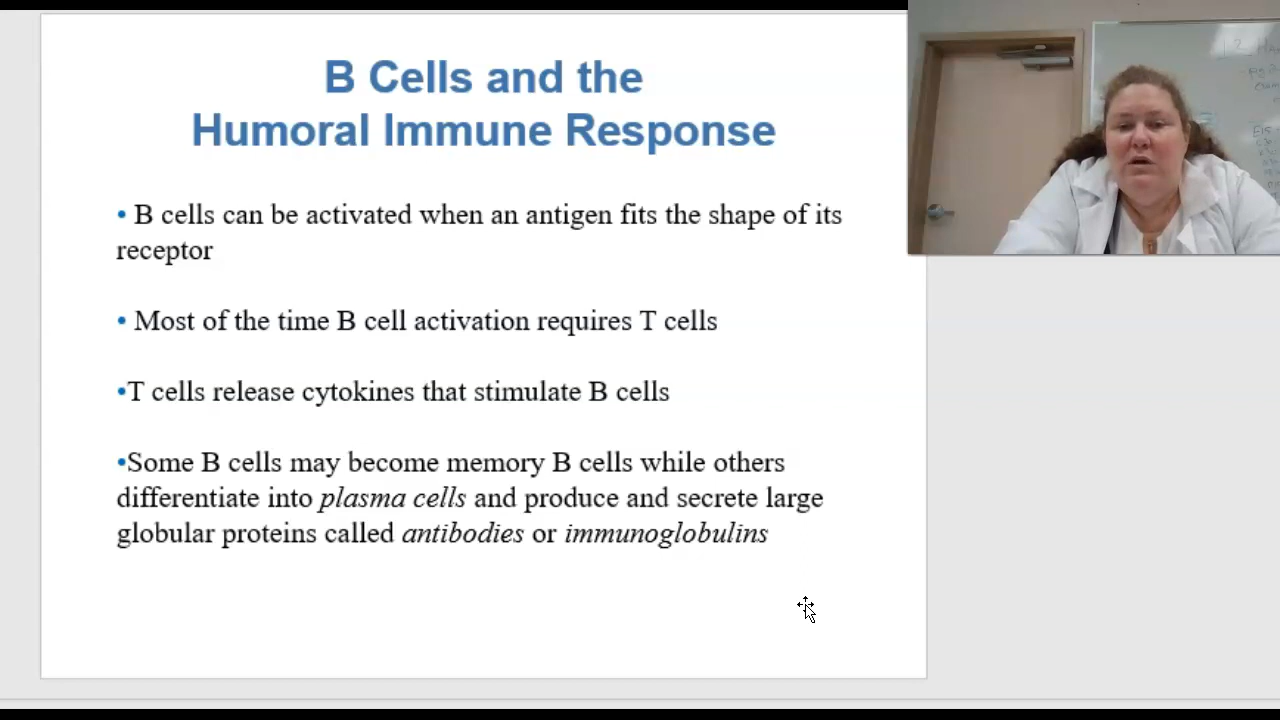 B Cells and the
Humoral Immune Response
• B cells can be activated when an antigen fits the shape of its
receptor
• Most of the time B cell activation requires T cells
•T cells release cytokines that stimulate B cells
•Some B cells may become memory B cells while others
differentiate into plasma cells and produce and secrete large
globular proteins called antibodies or immunoglobulins